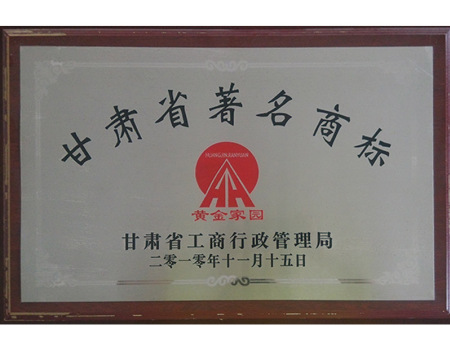 甘肃省著名商标
HUANGJINJIAYUAN
黄金家园
甘肃省工商行政管理局
二零一零年十一月十五日